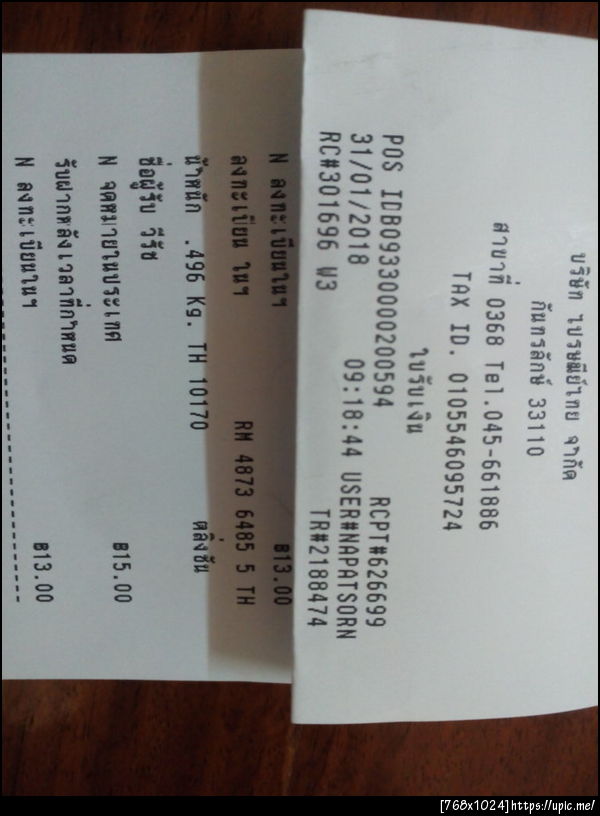 บริษัท ไปรษณีย์ไทย จำกัด
กันทรลักษ์ 33110
สาขาที่ 0368 Tel.045-661886
TAX ID. 0105546095724
ใบรับเงิน
POS IDB09330000200594 RCPT#626699
31/01/2018 09:18:44 USER#NAPATSORN
RC#301696 W3 TR#2188474
N ลงทะเบียนในฯ ฿13.00
ลงทะเบียน ในฯ RM 4873 6485 5 TH
น้ำหนัก .496 Kg. TH 10170 ตลิ่งชัน
ชื่อผู้รับ วีรัช
N จดหมายในประเทศ ฿15.00
รับฝากหลังเวลาที่กำหนด
N ลงทะเบียนในฯ ฿13.00
[768x1024]https://upic.me/